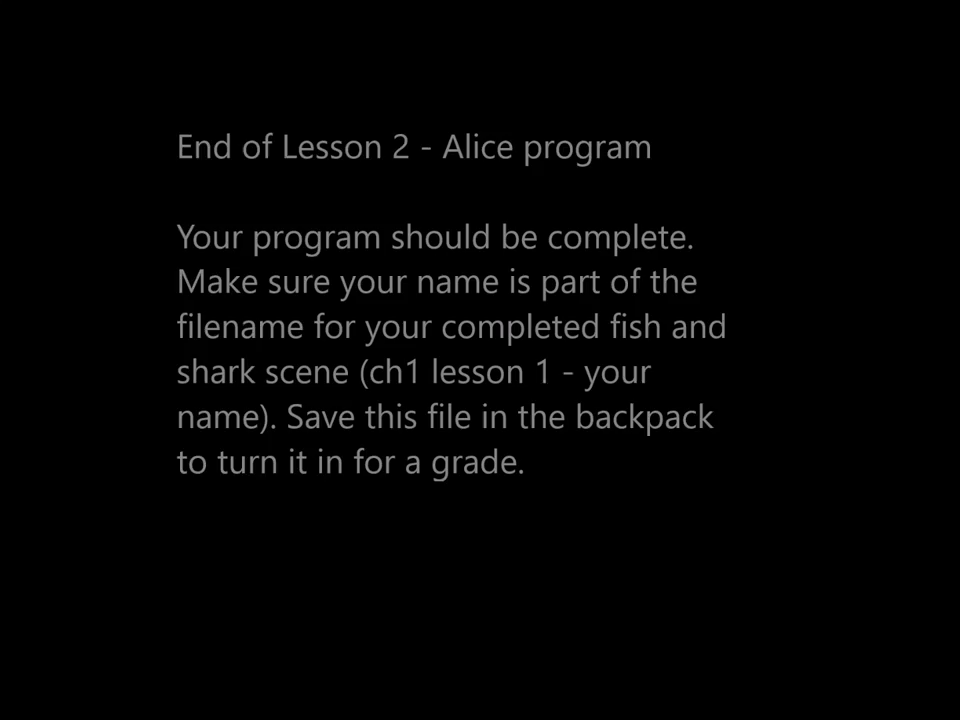 End of Lesson 2 - Alice program
Your program should be complete.
Make sure your name is part of the
filename for your completed fish and
shark scene (ch1 lesson 1 - your
name). Save this file in the backpack
to turn it in for a grade.